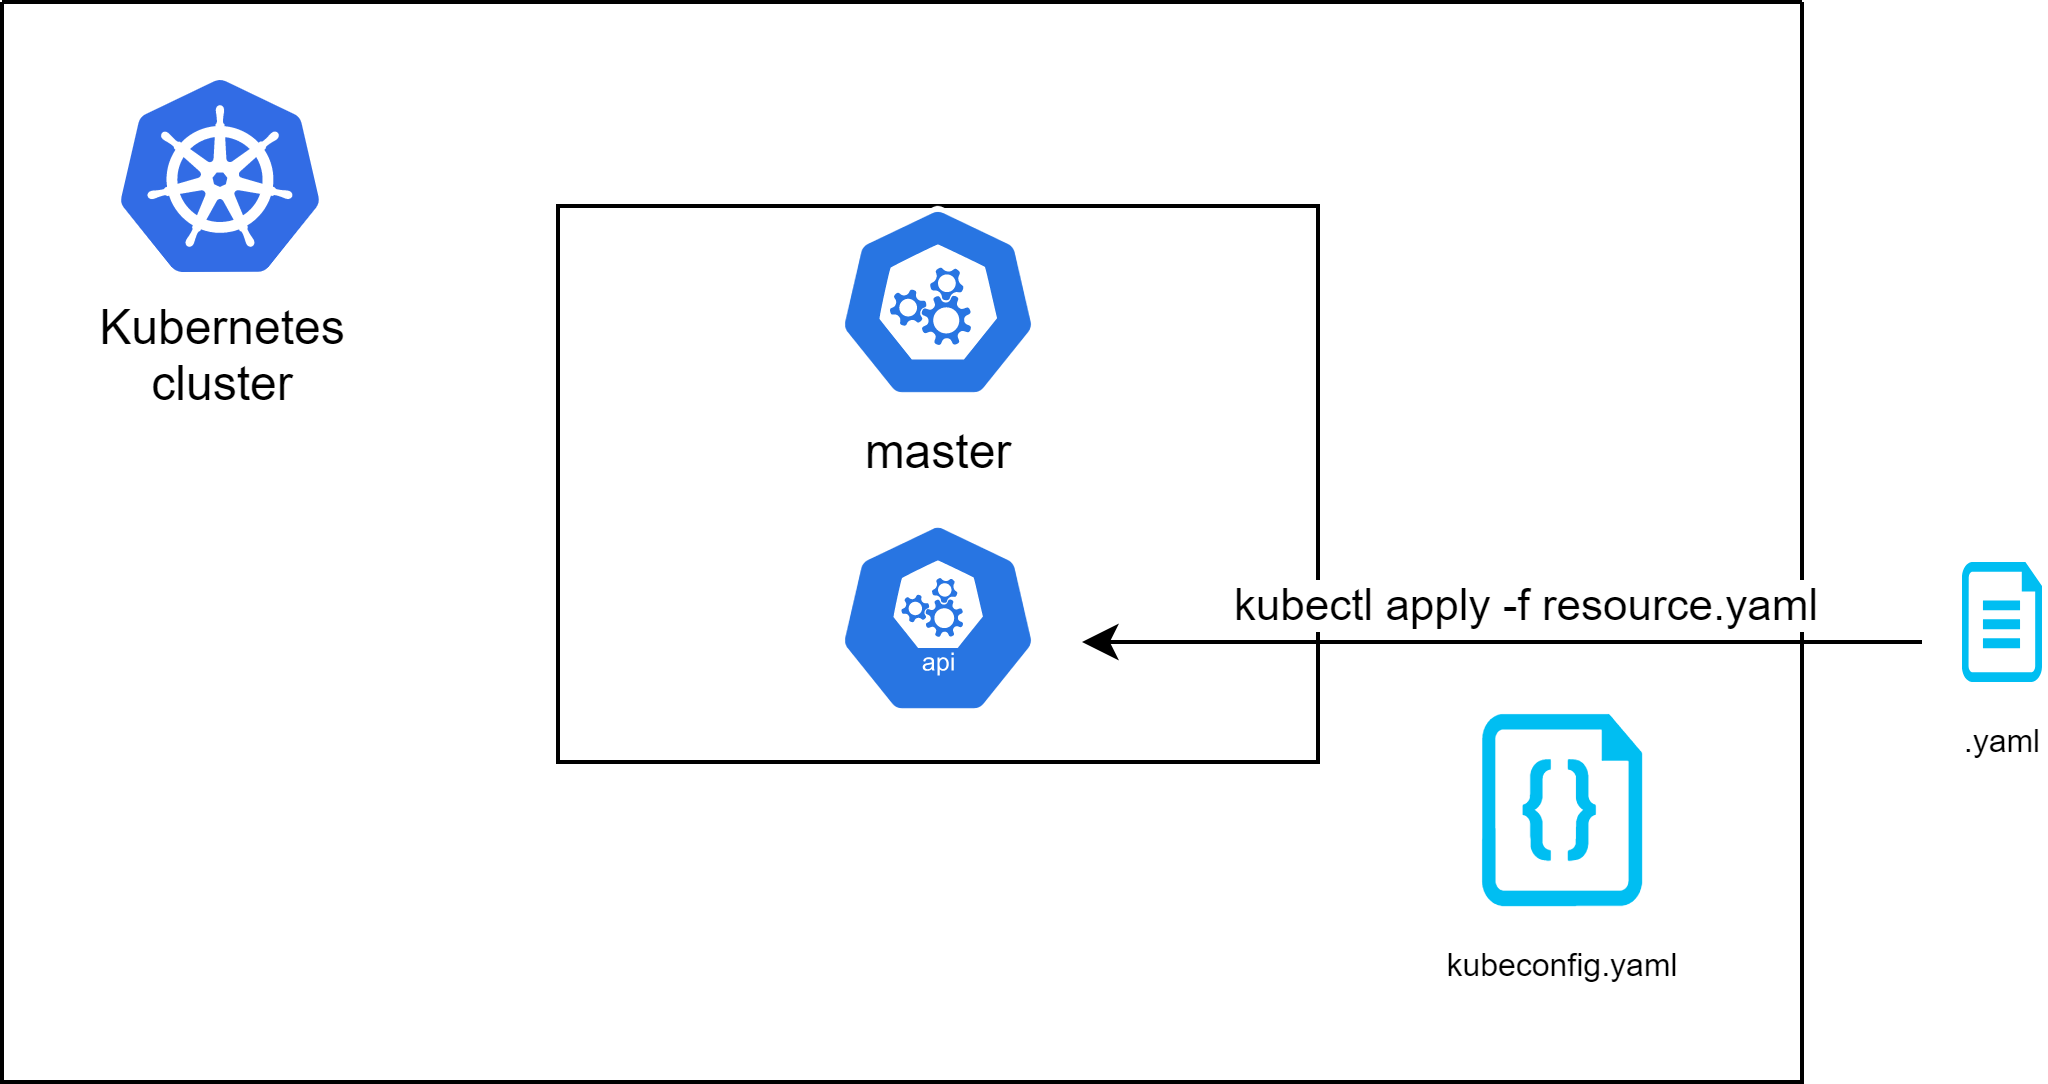 Kubernetes
cluster
master
api
kubectl apply -f resource.yaml
.yaml
kubeconfig.yaml